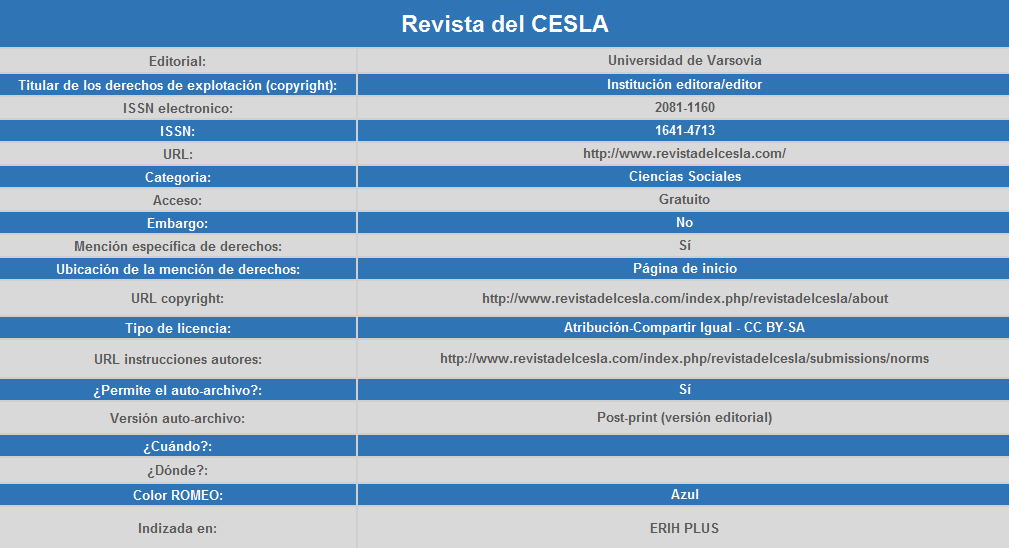 Revista del CESLA
Editorial: Universidad de Varsovia
Titular de los derechos de explotación (copyright): Institución editora/editor
ISSN electronico: 2081-1160
ISSN: 1641-4713
URL: http://www.revistadelcesla.com/
Categoria: Ciencias Sociales
Acceso: Gratuito
Embargo: No
Mención específica de derechos: Sí
Ubicación de la mención de derechos: Página de inicio
URL copyright: http://www.revistadelcesla.com/index.php/revistadelcesla/about
Tipo de licencia: Atribución-Compartir Igual - CC BY-SA
URL instrucciones autores: http://www.revistadelcesla.com/index.php/revistadelcesla/submissions/norms
¿Permite el auto-archivo?: Sí
Versión auto-archivo: Post-print (versión editorial)
¿Cuándo?:
¿Dónde?:
Color ROMEO: Azul
Indizada en: ERIH PLUS